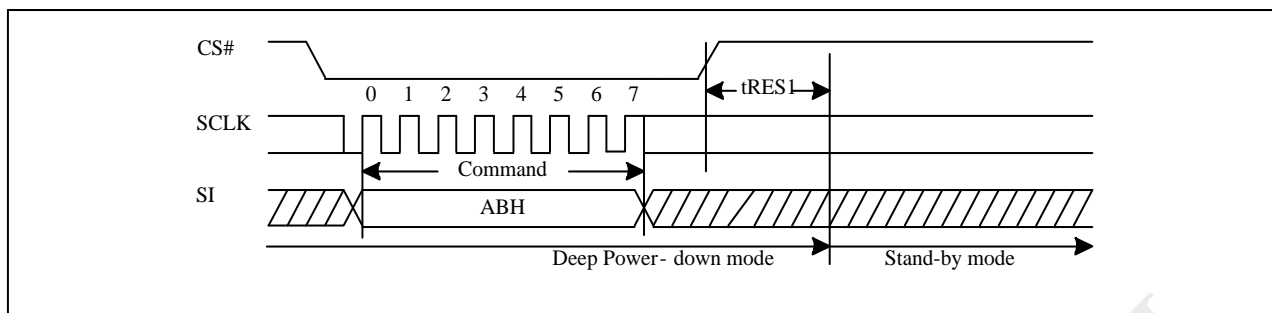 CS#
tRES1
0 1 2 3 4 5 6 7
SCLK
Command
SI
ABH
Deep Power- down mode
Stand-by mode